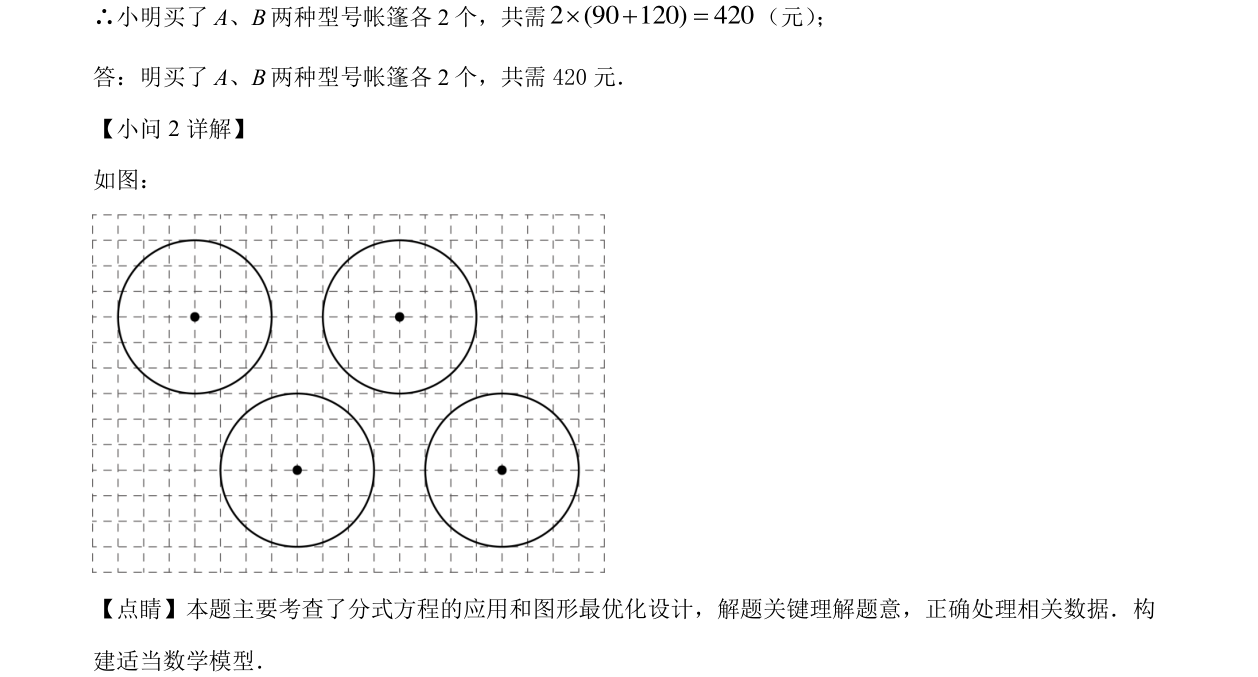 ∴小明买了 A、B 两种型号帐篷各 2 个，共需 2×(90+120)=420（元）；
答：明买了 A、B 两种型号帐篷各 2 个，共需 420 元．
【小问 2 详解】
如图：
【点睛】本题主要考查了分式方程的应用和图形最优化设计，解题关键理解题意，正确处理相关数据．构
建适当数学模型．